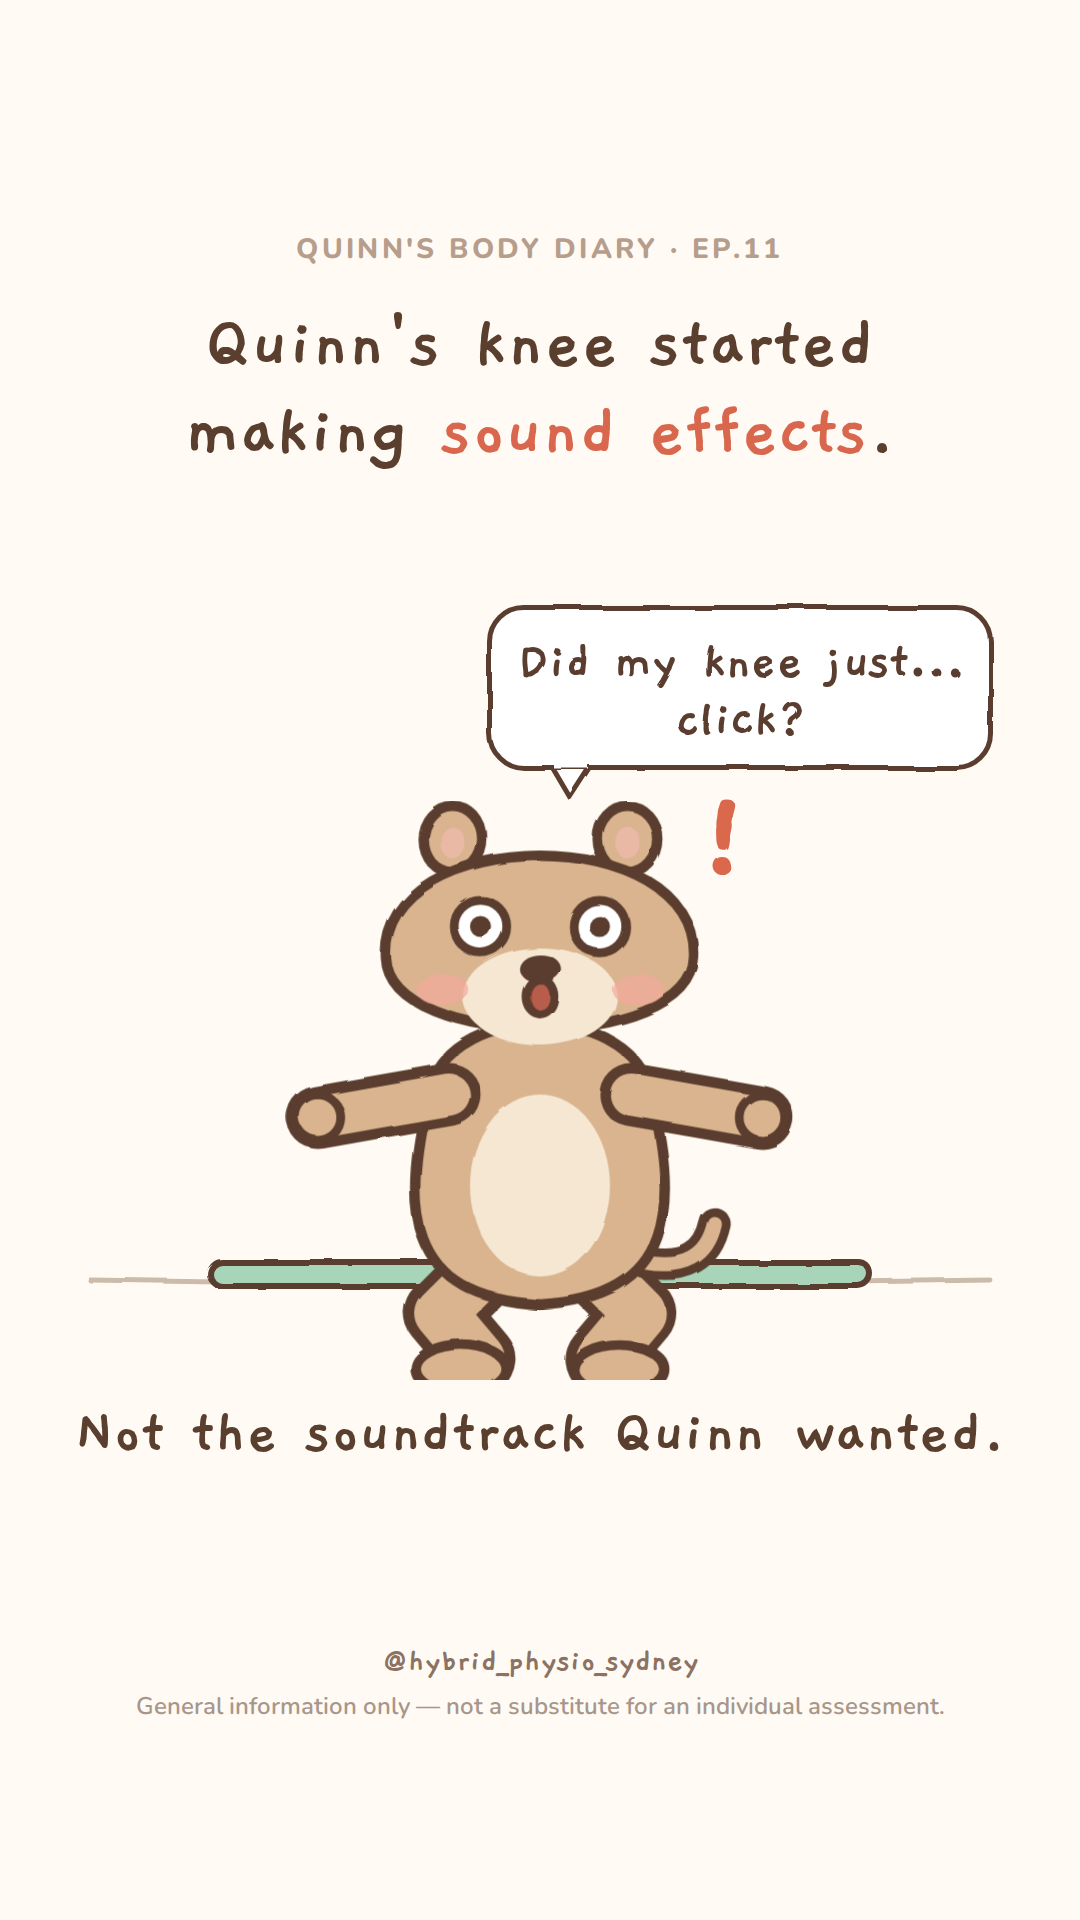 QUINN'S BODY DIARY · EP.11
Quinn's knee started
making sound effects.
Did my knee just...
click?
!
Not the soundtrack Quinn wanted.
@hybrid_physio_sydney
General information only — not a substitute for an individual assessment.